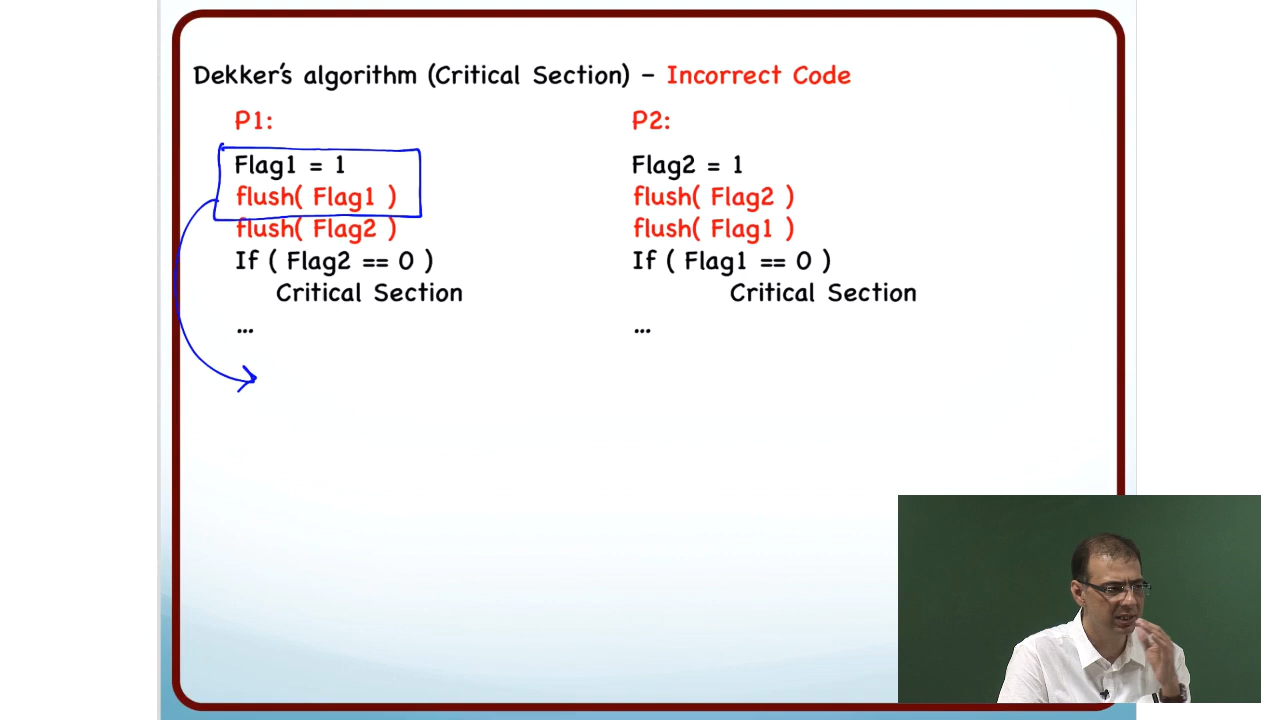 Dekker's algorithm (Critical Section) – Incorrect Code
P1:
Flag1 = 1
flush( Flag1 )
flush( Flag2 )
If ( Flag2 == 0 )
Critical Section
...
P2:
Flag2 = 1
flush( Flag2 )
flush( Flag1 )
If ( Flag1 == 0 )
Critical Section
...